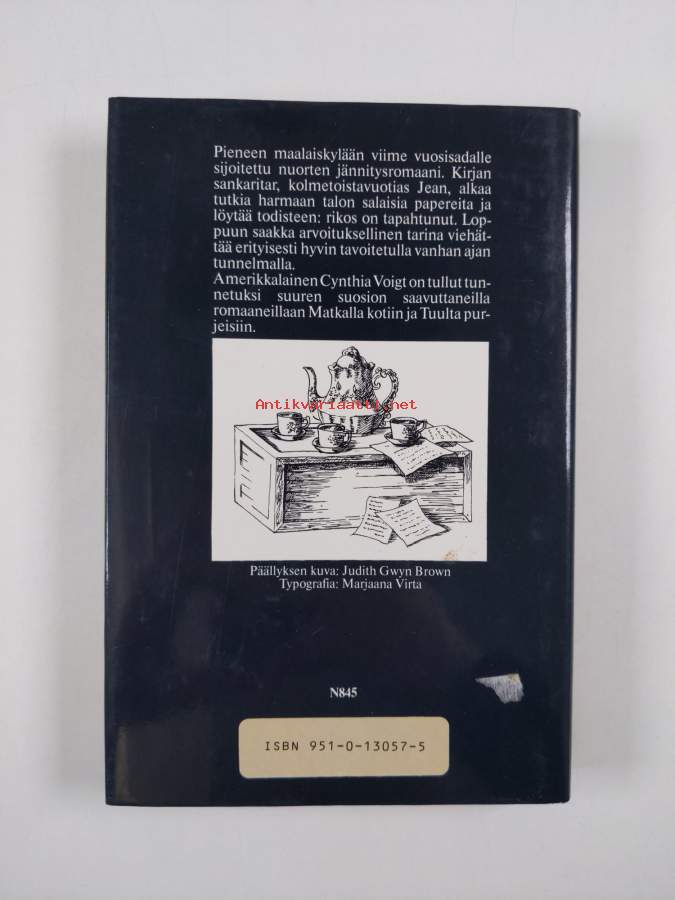 Pieneen maalaiskylään viime vuosisadalle
sijoitettu nuorten jännitysromaani. Kirjan
sankaritar, kolmetoistavuotias Jean, alkaa
tutkia harmaan talon salaisia papereita ja
löytää todisteen: rikos on tapahtunut. Lop-
puun saakka arvoituksellinen tarina viehät-
tää erityisesti hyvin tavoitetulla vanhan ajan
tunnelmalla.
Amerikkalainen Cynthia Voigt on tullut tun-
netuksi suuren suosion saavuttaneilla
romaaneillaan Matkalla kotiin ja Tuulta pur-
jeisiin.
Antikvariaatti.net
Päällyksen kuva: Judith Gwyn Brown
Typografia: Marjaana Virta
N845
ISBN 951-0-13057-5